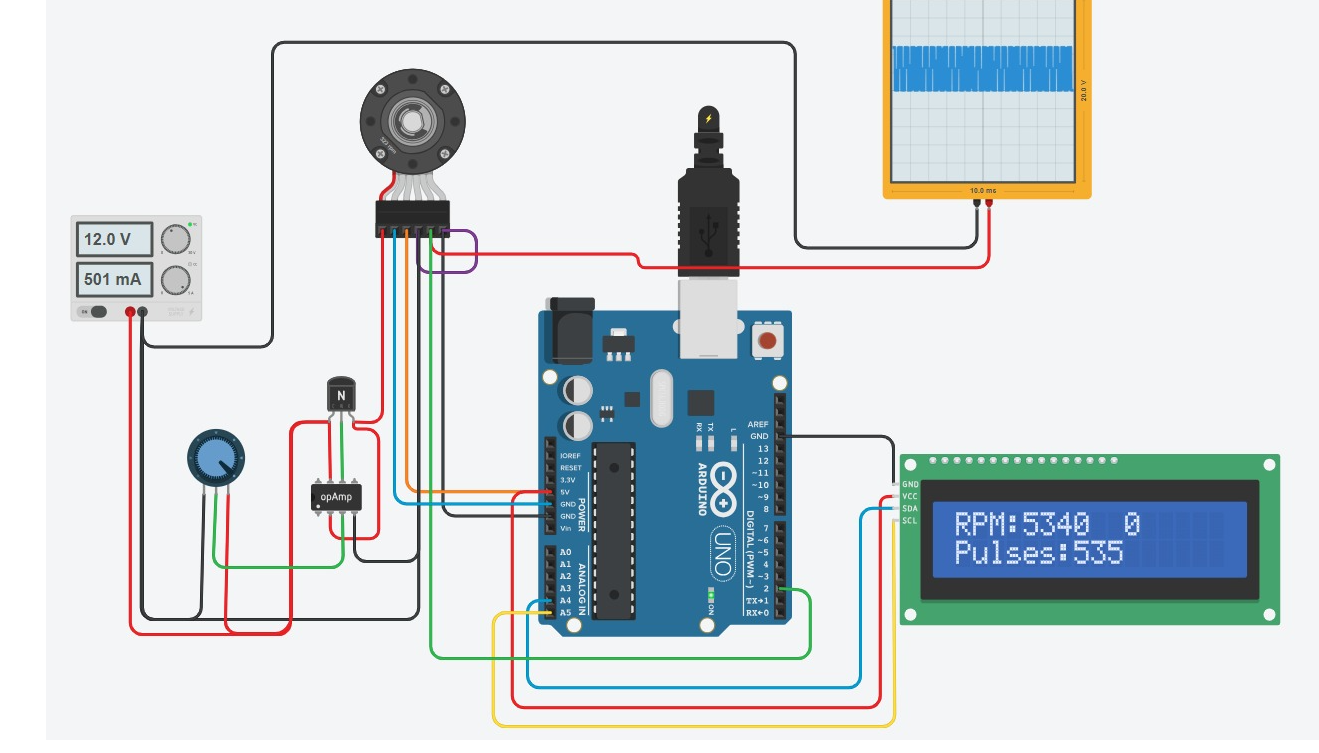 20.0 V
10.0 ms
323 rpm
12.0 V
501 mA
ON
N
opAmp
AREF
GND
13
12
~11
~10
~9
8
7
~6
~5
4
~3
2
TX→1
RX←0
IOREF
RESET
3.3V
5V
GND
GND
Vin
A0
A1
A2
A3
A4
A5
POWER
ANALOG IN
RX
TX
L
ARDUINO
UNO
DIGITAL (PWM~)
ON
GND
VCC
SDA
SCL
RPM:5340 0
Pulses:535